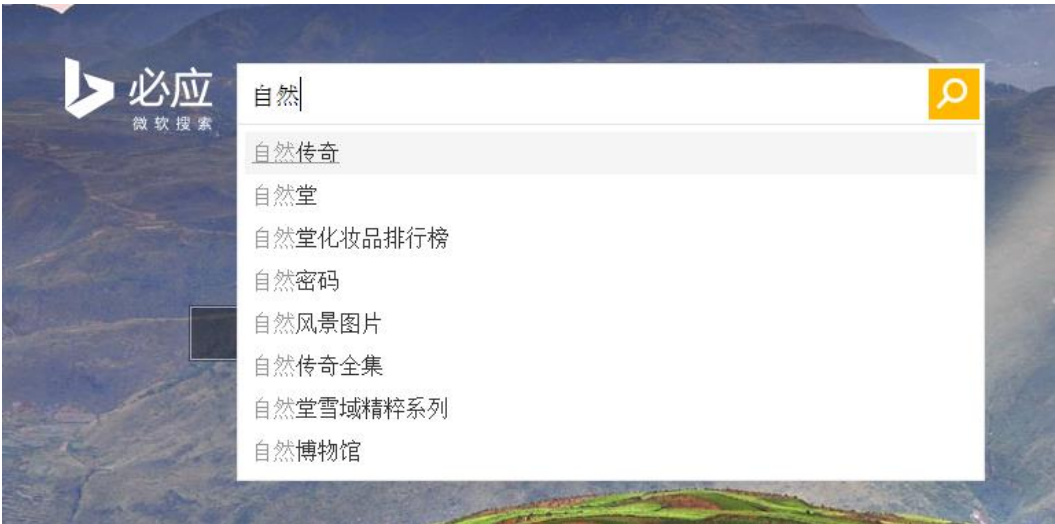 必应
微软搜索
自然
自然传奇
自然堂
自然堂化妆品排行榜
自然密码
自然风景图片
自然传奇全集
自然堂雪域精粹系列
自然博物馆